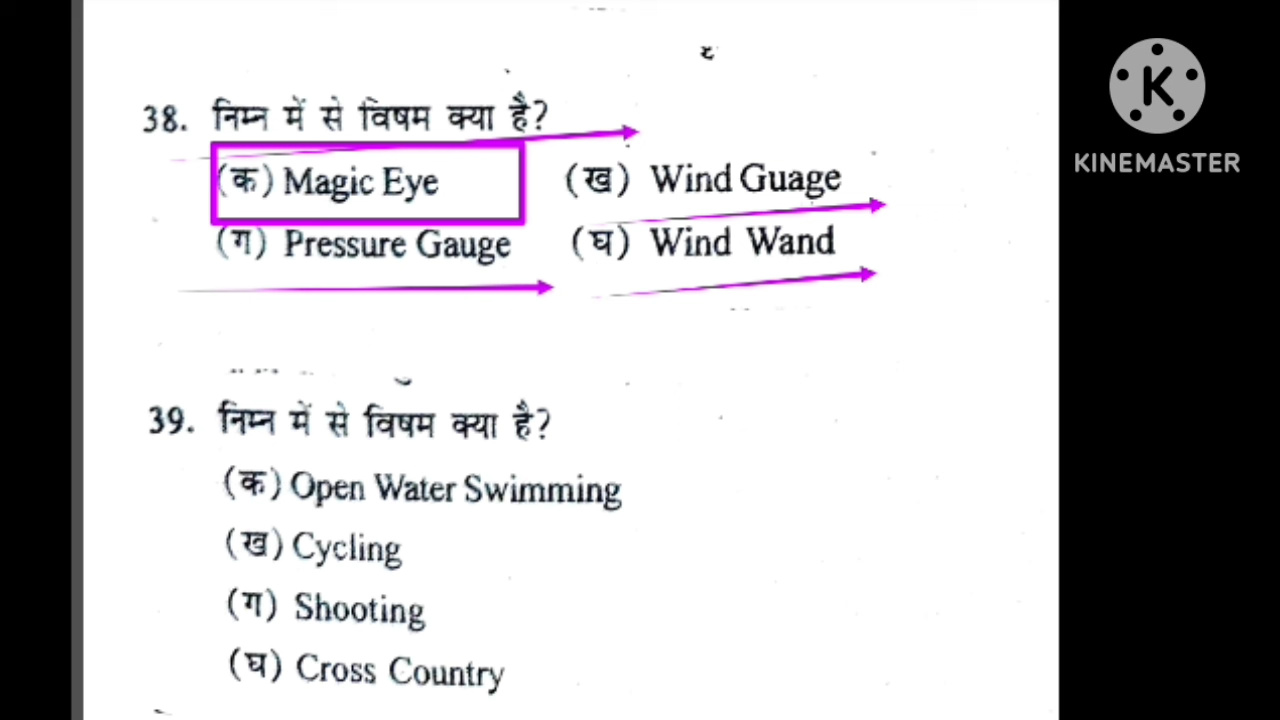 38. निम्न में से विषम क्या है?
(क) Magic Eye (ख) Wind Guage
(ग) Pressure Gauge (घ) Wind Wand
39. निम्न में से विषम क्या है?
(क) Open Water Swimming
(ख) Cycling
(ग) Shooting
(घ) Cross Country
KINEMASTER